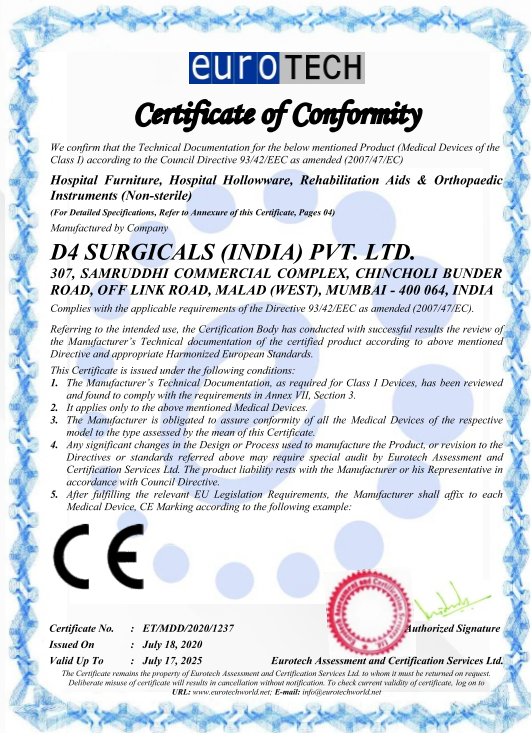 euroTECH
Certificate of Conformity
We confirm that the Technical Documentation for the below mentioned Product (Medical Devices of the
Class I) according to the Council Directive 93/42/EEC as amended (2007/47/EC)
Hospital Furniture, Hospital Hollowware, Rehabilitation Aids & Orthopaedic
Instruments (Non-sterile)
(For Detailed Specifications, Refer to Annexure of this Certificate, Pages 04)
Manufactured by Company
D4 SURGICALS (INDIA) PVT. LTD.
307, SAMRUDDHI COMMERCIAL COMPLEX, CHINCHOLI BUNDER
ROAD, OFF LINK ROAD, MALAD (WEST), MUMBAI - 400 064, INDIA
Complies with the applicable requirements of the Directive 93/42/EEC as amended (2007/47/EC).
Referring to the intended use, the Certification Body has conducted with successful results the review of
the Manufacturer's Technical documentation of the certified product according to above mentioned
Directive and appropriate Harmonized European Standards.
This Certificate is issued under the following conditions:
1. The Manufacturer's Technical Documentation, as required for Class I Devices, has been reviewed
and found to comply with the requirements in Annex VII, Section 3.
2. It applies only to the above mentioned Medical Devices.
3. The Manufacturer is obligated to assure conformity of all the Medical Devices of the respective
model to the type assessed by the mean of this Certificate.
4. Any significant changes in the Design or Process used to manufacture the Product, or revision to the
Directives or standards referred above may require special audit by Eurotech Assessment and
Certification Services Ltd. The product liability rests with the Manufacturer or his Representative in
accordance with Council Directive.
5. After fulfilling the relevant EU Legislation Requirements, the Manufacturer shall affix to each
Medical Device, CE Marking according to the following example:
CE
Certificate No. : ET/MDD/2020/1237
Authorized Signature
Issued On : July 18, 2020
Valid Up To : July 17, 2025
Eurotech Assessment and Certification Services Ltd.
The Certificate remains the property of Eurotech Assessment and Certification Services Ltd. to whom it must be returned on request.
Deliberate misuse of certificate will results in cancellation without notification. To check current validity of certificate, log on to
URL: www.eurotechworld.net; E-mail: info@eurotechworld.net